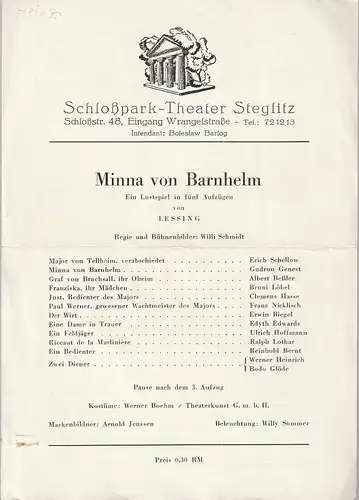 Schloßpark-Theater Steglitz
Schloßstr. 48, Eingang Wrangelstraße - Tel.: 72 12 13
Intendant: Boleslaw Barlog
Minna von Barnhelm
Ein Lustspiel in fünf Aufzügen
von
LESSING
Regie und Bühnenbilder: Willi Schmidt
Major von Tellheim, verabschiedet . . . . . . . . . . . Erich Schellow
Minna von Barnhelm . . . . . . . . . . . . . . . . Gudrun Genest
Graf von Bruchsall, ihr Oheim . . . . . . . . . . . . Albert Beßler
Franziska, ihr Mädchen . . . . . . . . . . . . . . . Bruni Löbel
Just, Bedienter des Majors . . . . . . . . . . . . . . Clemens Hasse
Paul Werner, gewesener Wachtmeister des Majors . . . . Franz Nicklisch
Der Wirt . . . . . . . . . . . . . . . . . . . . . Erwin Biegel
Eine Dame in Trauer . . . . . . . . . . . . . . . . Edyth Edwards
Ein Feldjäger . . . . . . . . . . . . . . . . . . . Ulrich Hoffmann
Riccaut de la Marlinière . . . . . . . . . . . . . . . Ralph Lothar
Ein Bedienter . . . . . . . . . . . . . . . . . . . Reinhold Bernt
Zwei Diener . . . . . . . . . . . . . . . . . . . . { Werner Heinrich
Bodo Glöde
Pause nach dem 3. Aufzug
Kostüme: Werner Boehm / Theaterkunst G. m. b. H.
Maskenbildner: Arnold Jenssen Beleuchtung: Willy Sommer
Preis 0,30 RM